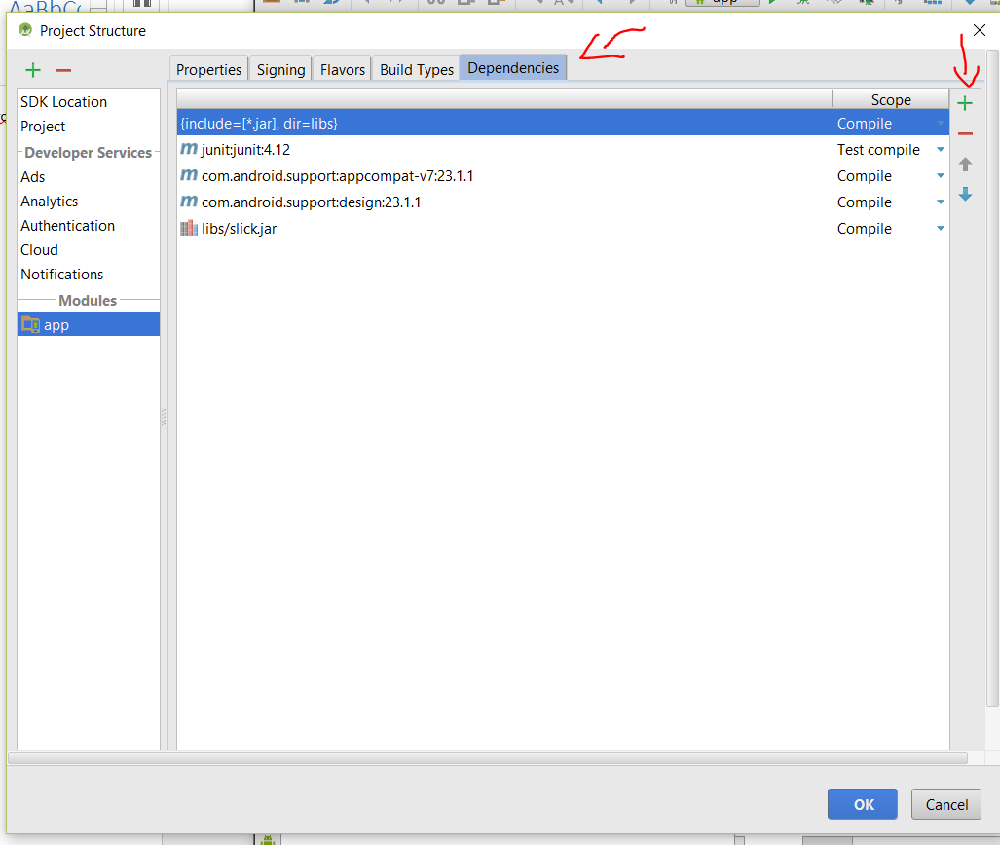 AaBbCc
app
Project Structure
Properties Signing Flavors Build Types Dependencies
SDK Location
Project
Developer Services
Ads
Analytics
Authentication
Cloud
Notifications
Modules
app
Scope
{include=[*.jar], dir=libs} Compile
junit:junit:4.12 Test compile
com.android.support:appcompat-v7:23.1.1 Compile
com.android.support:design:23.1.1 Compile
libs/slick.jar Compile
OK Cancel